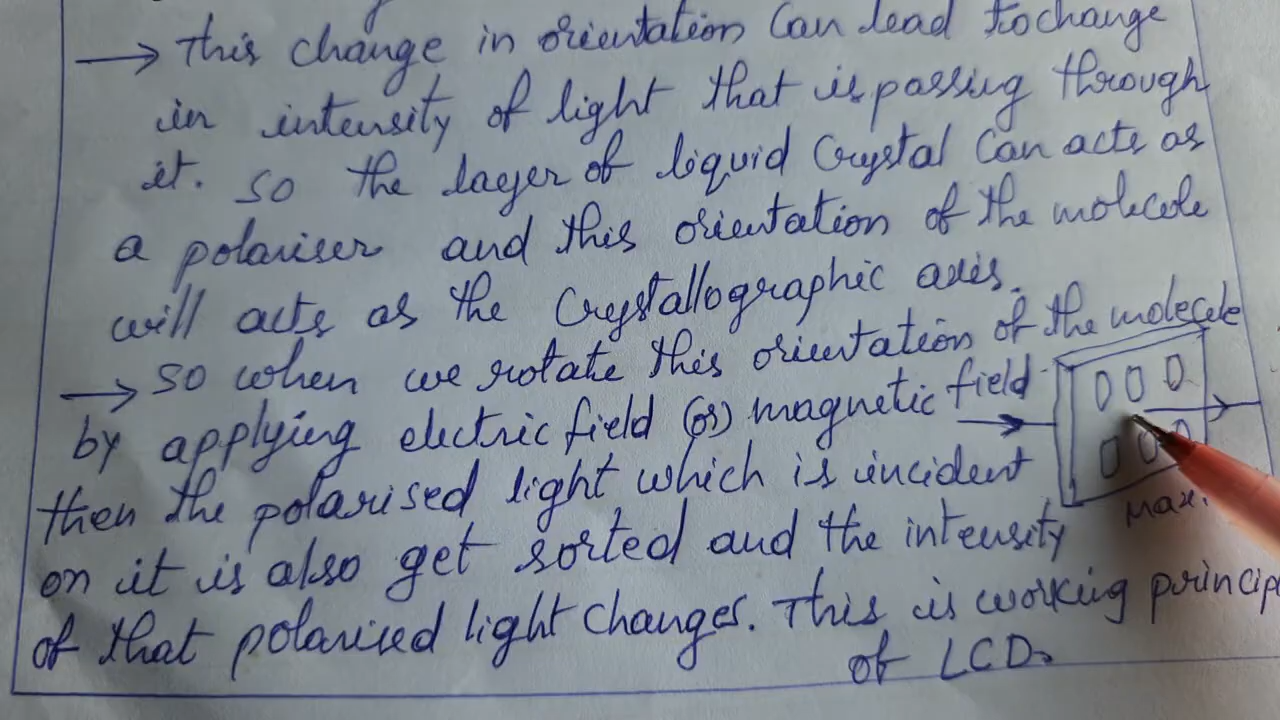 → This change in orientation can lead to change
in intensity of light that is passing through
it. so the layer of liquid crystal can acts as
a polariser and this orientation of the molecule
will acts as the crystallographic axis.
→ so when we rotate this orientation of the molecule
by applying electric field (or) magnetic field
then the polarised light which is incident
on it is also get sorted and the intensity
of that polarised light changes. This is working princip
of LCD.
Max.